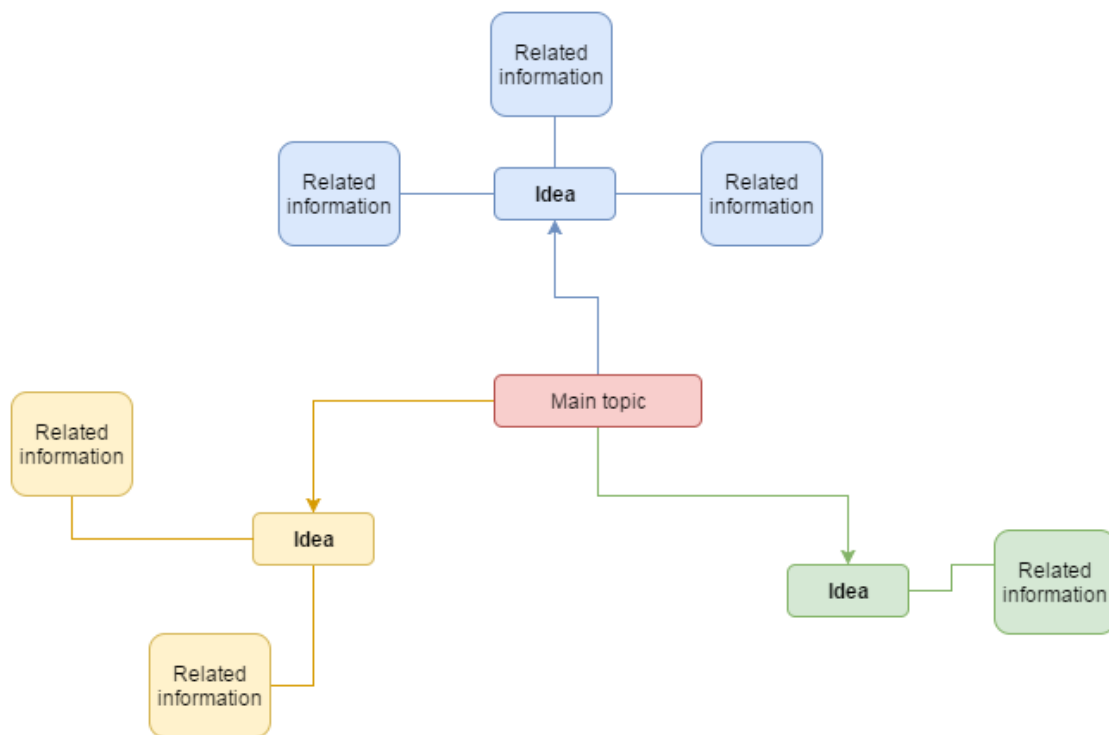 Related
information
Related
information
Idea
Related
information
Main topic
Related
information
Idea
Idea
Related
information
Related
information